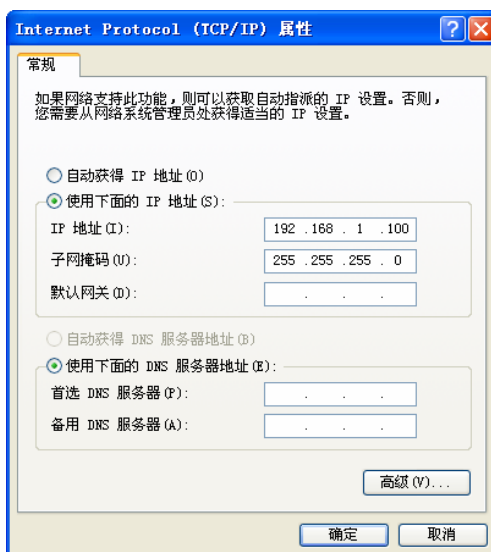 Internet Protocol (TCP/IP) 属性
常规
如果网络支持此功能,则可以获取自动指派的 IP 设置。否则,
您需要从网络系统管理员处获得适当的 IP 设置。
自动获得 IP 地址(O)
使用下面的 IP 地址(S):
IP 地址(I): 192 .168 . 1 .100
子网掩码(U): 255 .255 .255 . 0
默认网关(D): . . .
自动获得 DNS 服务器地址(B)
使用下面的 DNS 服务器地址(E):
首选 DNS 服务器(P): . . .
备用 DNS 服务器(A): . . .
高级(V)...
确定 取消